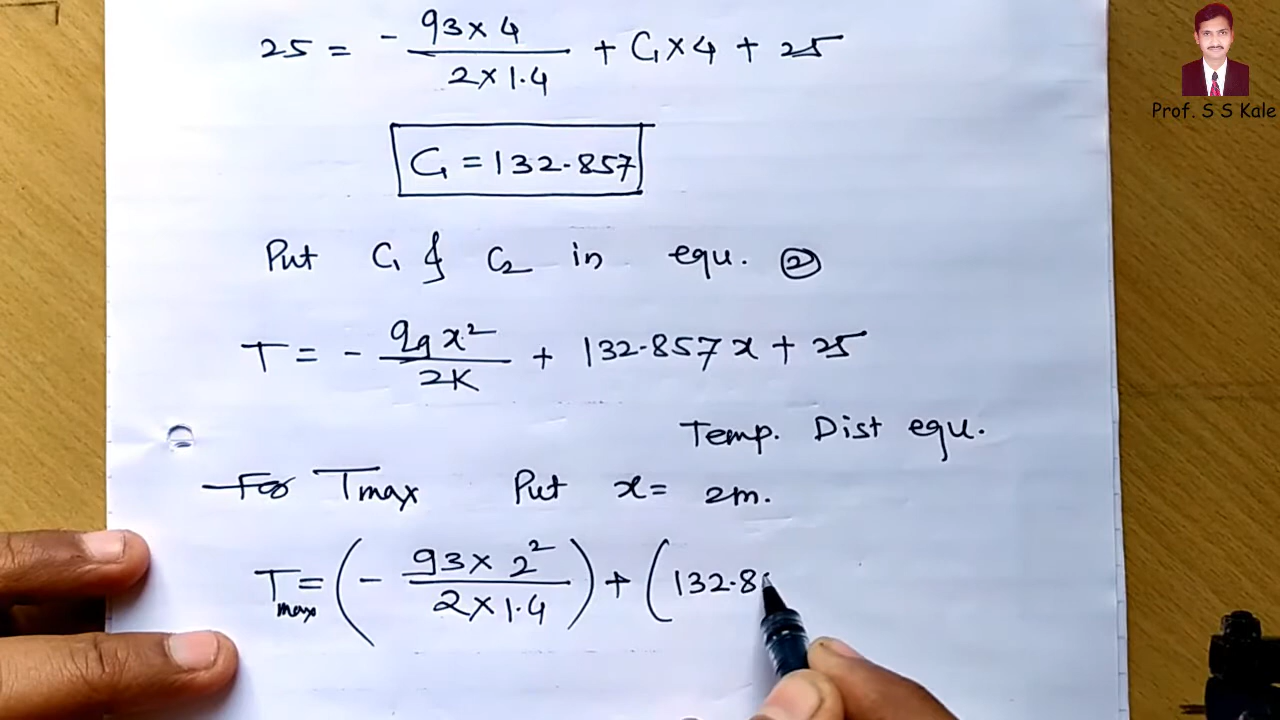 25 = - 93 × 4 / 2 × 1.4 + C₁ × 4 + 25
Prof. S S Kale
C₁ = 132.857
Put C₁ & C₂ in equ. ②
T = - qg x² / 2K + 132.857 x + 25
Temp. Dist equ.
For Tmax Put x = 2m.
Tmax = ( - 93 × 2² / 2 × 1.4 ) + ( 132.8